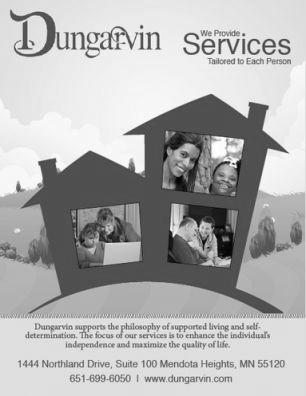 Dungarvin
We Provide
Services
Tailored to Each Person
Dungarvin supports the philosophy of supported living and self-
determination. The focus of our services is to enhance the individual's
independence and maximize the quality of life.
1444 Northland Drive, Suite 100 Mendota Heights, MN 55120
651-699-6050 | www.dungarvin.com